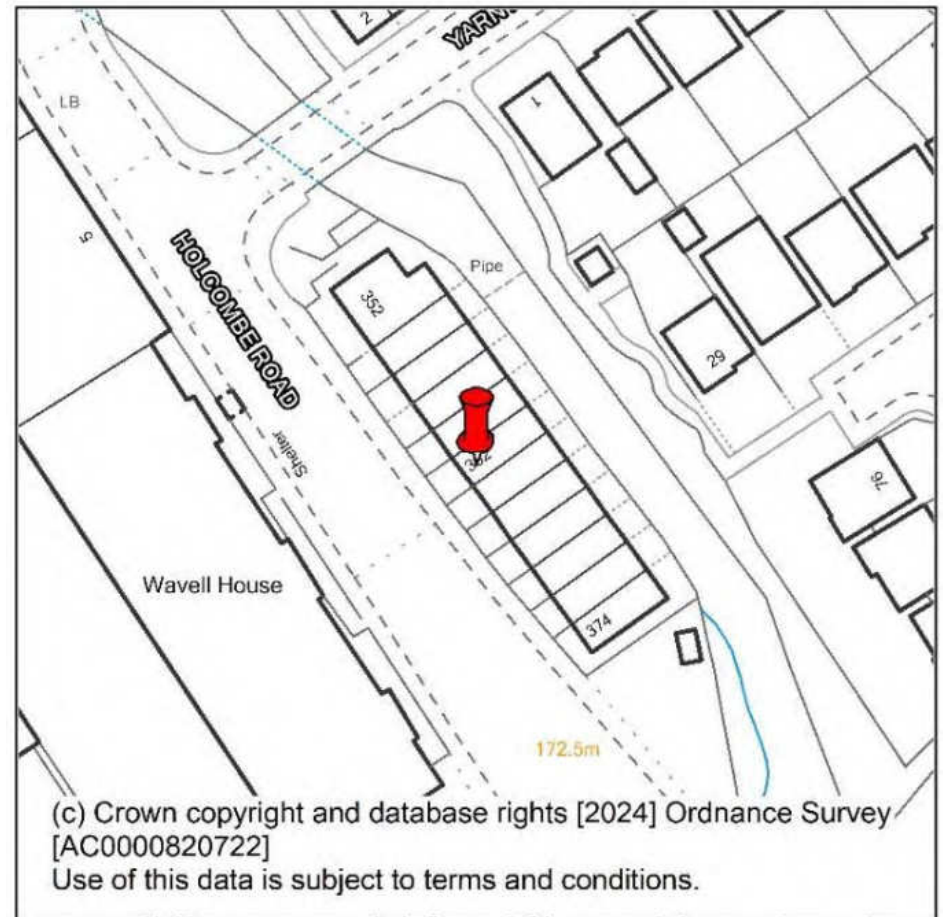 2
YARN
LB
1
5
HOLCOMBE ROAD
Pipe
352
29
Shelter
76
Wavell House
374
172.5m
(c) Crown copyright and database rights [2024] Ordnance Survey
[AC0000820722]
Use of this data is subject to terms and conditions.